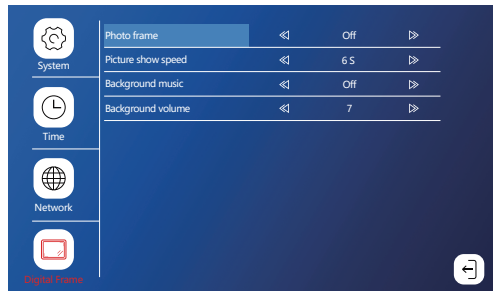 System
Time
Network
Digital Frame
Photo frame Off
Picture show speed 6 S
Background music Off
Background volume 7